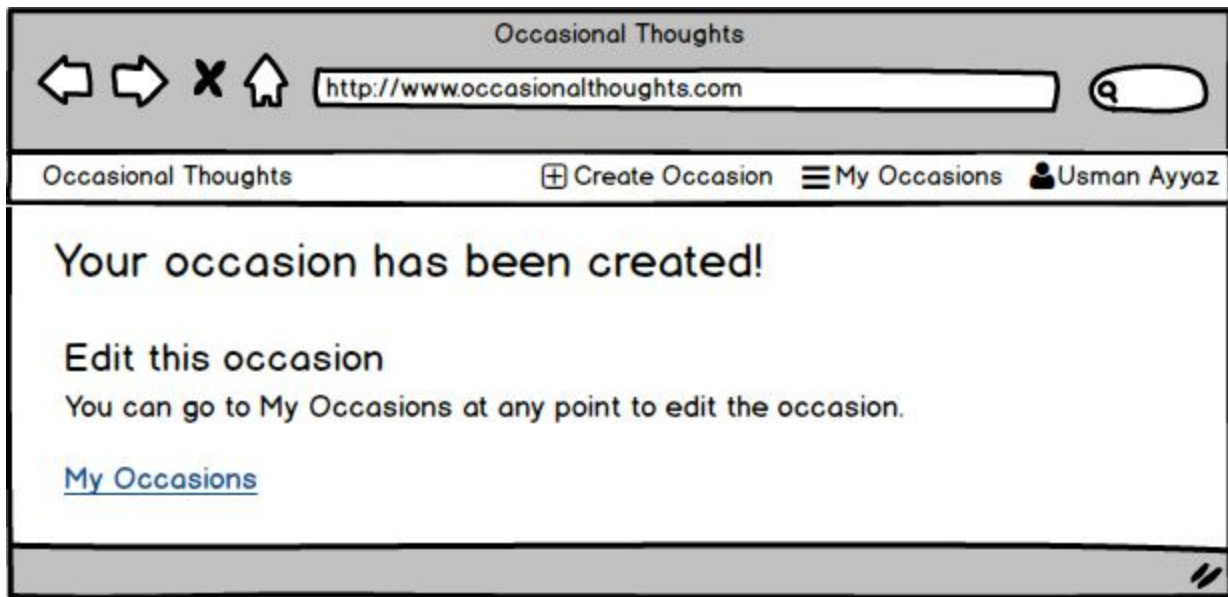 Occasional Thoughts
http://www.occasionalthoughts.com
Occasional Thoughts Create Occasion My Occasions Usman Ayyaz
Your occasion has been created!
Edit this occasion
You can go to My Occasions at any point to edit the occasion.
My Occasions